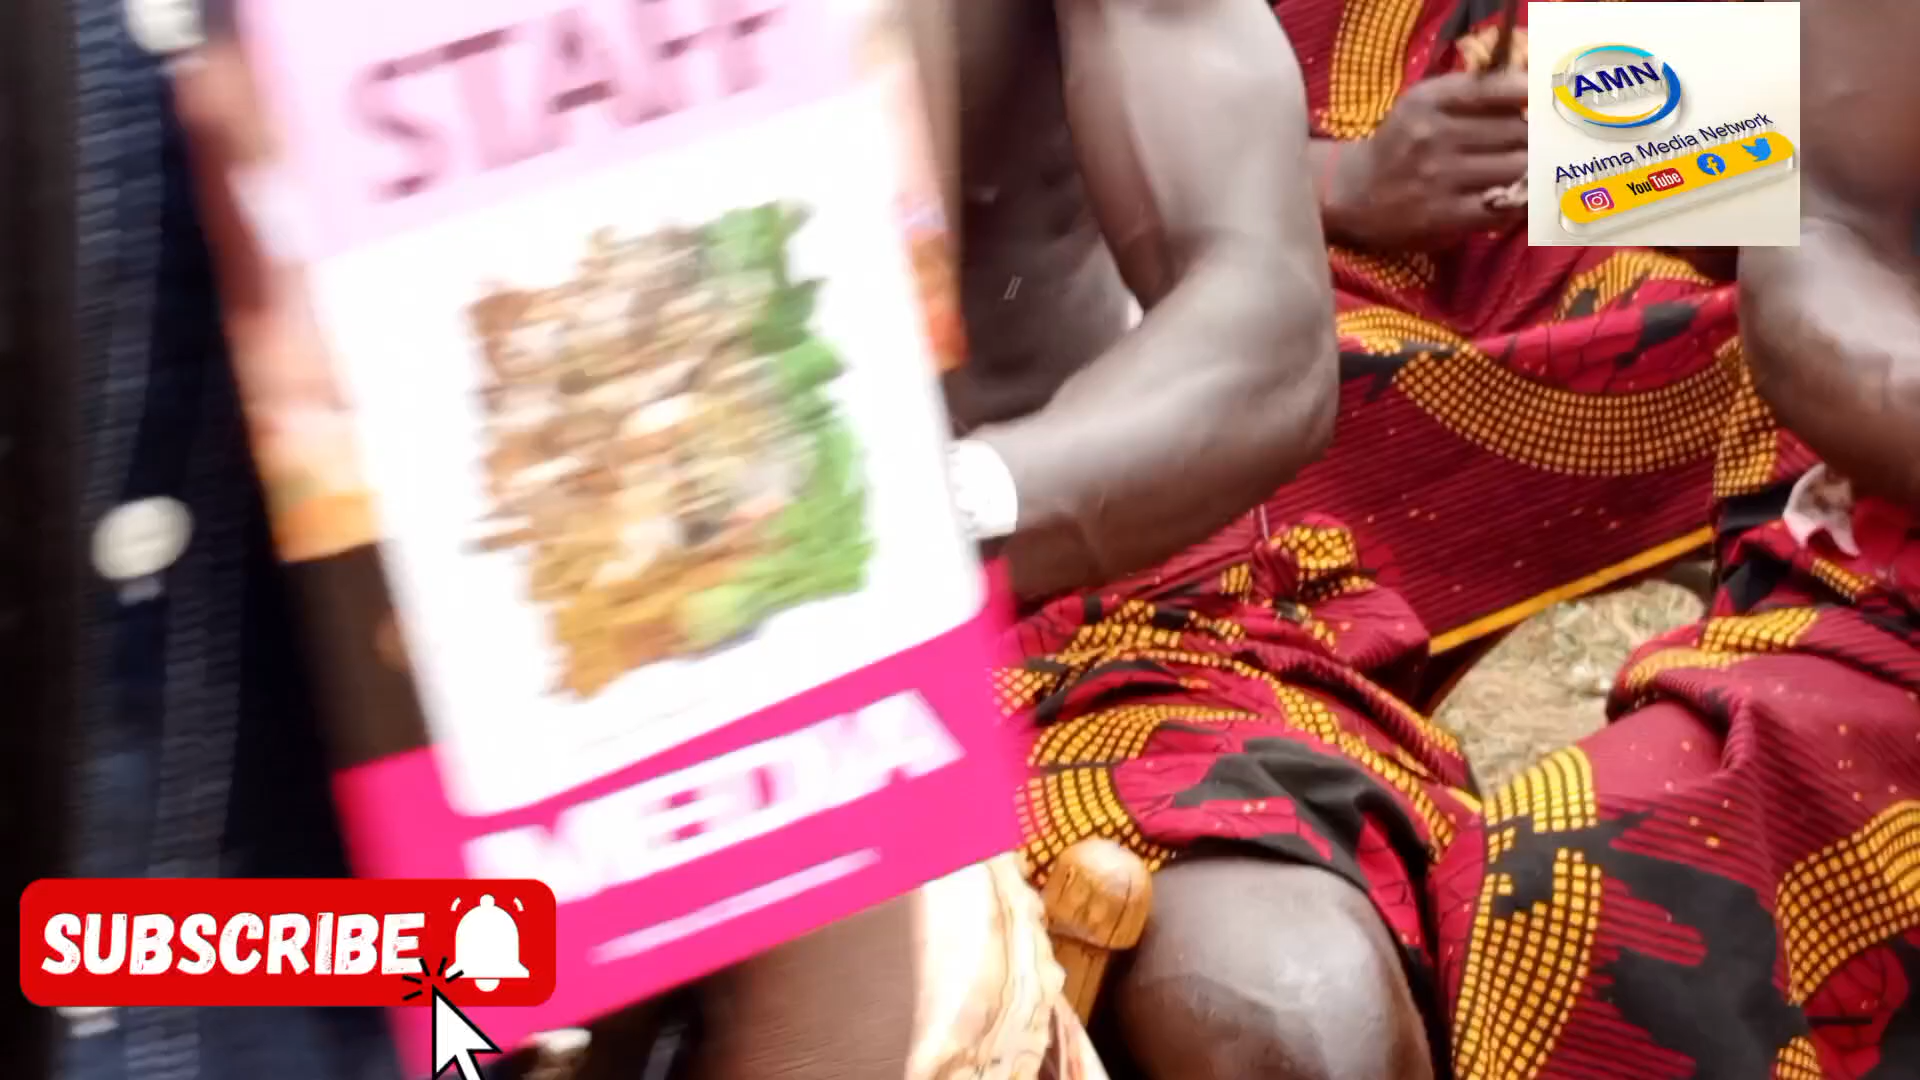 STAFF
AMN
Atwima Media Network
YouTube
MEDIA
SUBSCRIBE